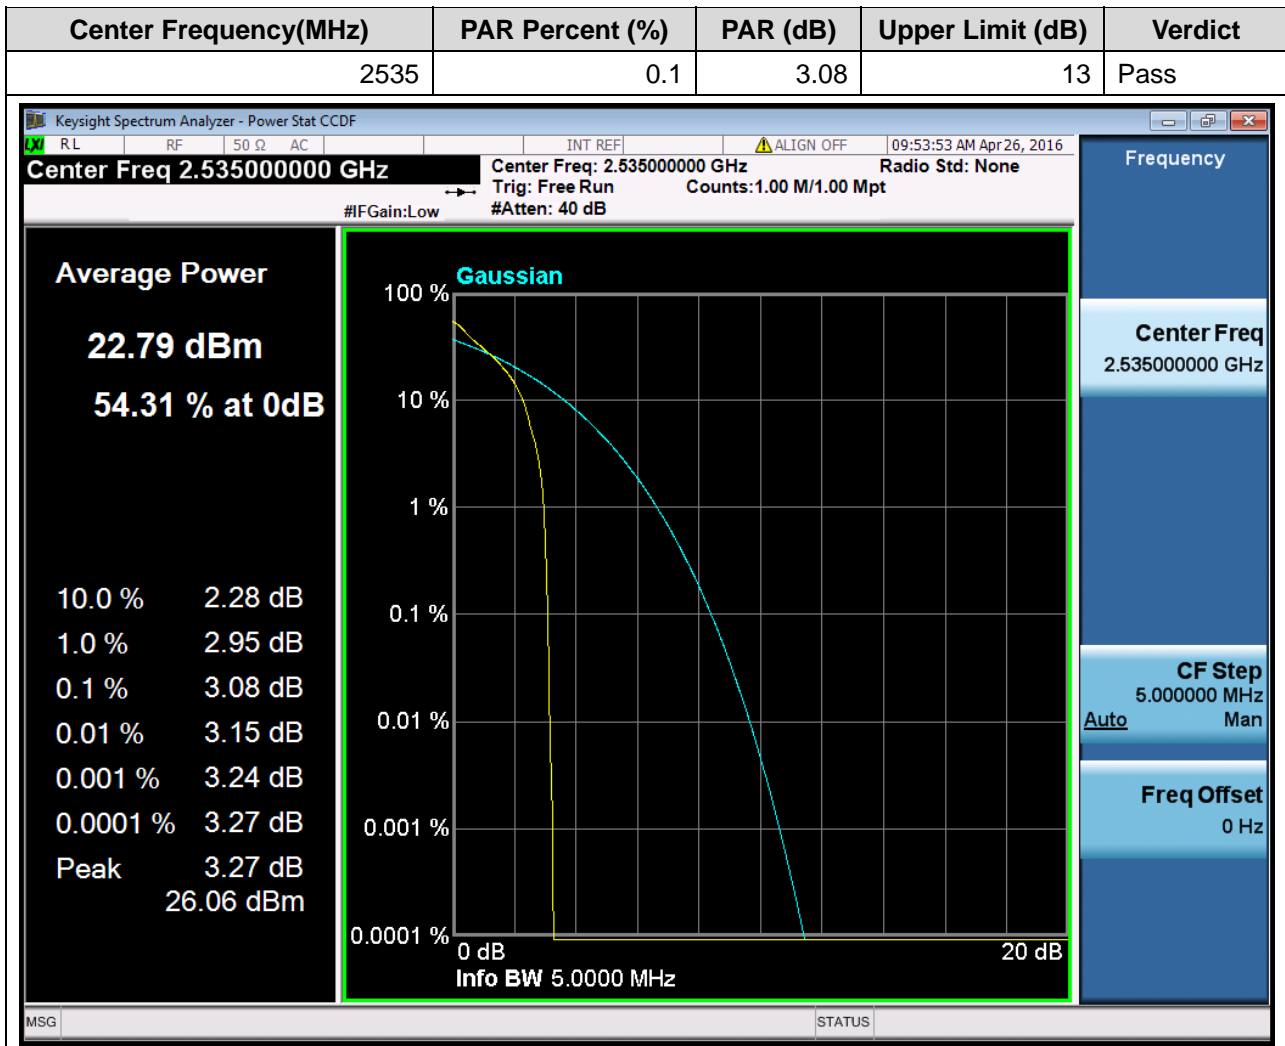 Center Frequency(MHz) PAR Percent (%) PAR (dB) Upper Limit (dB) Verdict
2535 0.1 3.08 13 Pass
Keysight Spectrum Analyzer - Power Stat CCDF
LXI RL RF 50 Ω AC INT REF ALIGN OFF 09:53:53 AM Apr 26, 2016
Center Freq 2.535000000 GHz
Center Freq: 2.535000000 GHz Radio Std: None
Trig: Free Run Counts:1.00 M/1.00 Mpt
#IFGain:Low #Atten: 40 dB
Frequency
Average Power
22.79 dBm
54.31 % at 0dB
10.0 % 2.28 dB
1.0 % 2.95 dB
0.1 % 3.08 dB
0.01 % 3.15 dB
0.001 % 3.24 dB
0.0001 % 3.27 dB
Peak 3.27 dB
26.06 dBm
Gaussian
100 %
10 %
1 %
0.1 %
0.01 %
0.001 %
0.0001 %
0 dB 20 dB
Info BW 5.0000 MHz
Center Freq
2.535000000 GHz
CF Step
5.000000 MHz
Auto Man
Freq Offset
0 Hz
MSG STATUS